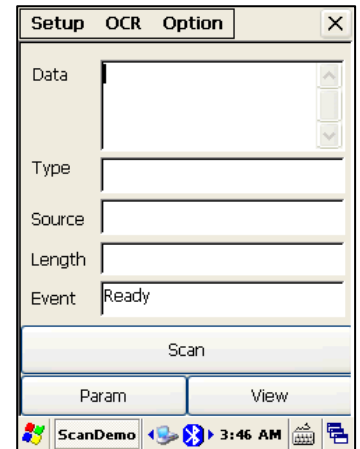 Setup OCR Option
Data
Type
Source
Length
Event Ready
Scan
Param View
ScanDemo 3:46 AM